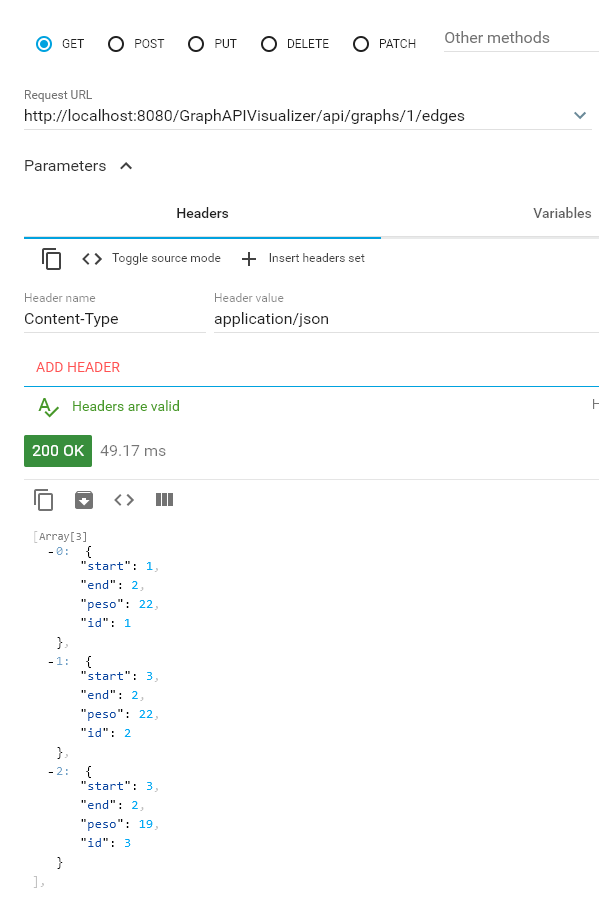 GET POST PUT DELETE PATCH Other methods
Request URL
http://localhost:8080/GraphAPIVisualizer/api/graphs/1/edges
Parameters
Headers Variables
Toggle source mode Insert headers set
Header name Header value
Content-Type application/json
ADD HEADER
Headers are valid
200 OK 49.17 ms
[Array[3]
-0: {
"start": 1,
"end": 2,
"peso": 22,
"id": 1
},
-1: {
"start": 3,
"end": 2,
"peso": 22,
"id": 2
},
-2: {
"start": 3,
"end": 2,
"peso": 19,
"id": 3
}
],